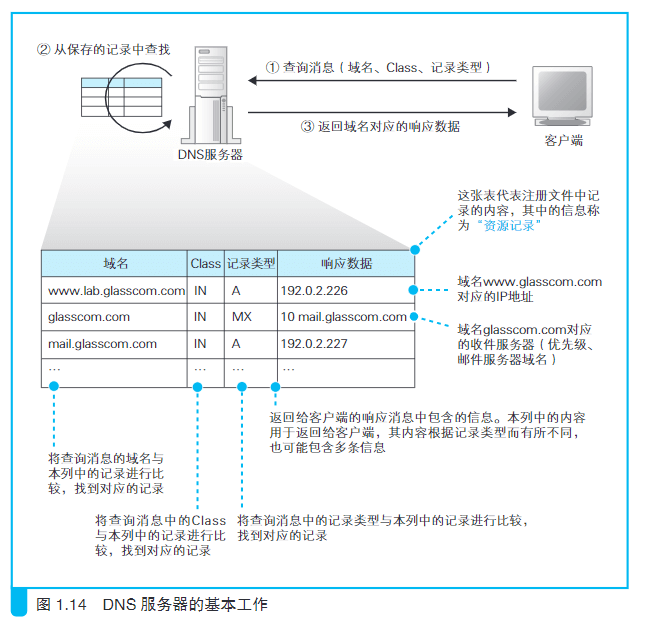 ② 从保存的记录中查找
① 查询消息（域名、Class、记录类型）
③ 返回域名对应的响应数据
DNS服务器
客户端
这张表代表注册文件中记
录的内容，其中的信息称
为“资源记录”
域名 Class 记录类型 响应数据
www.lab.glasscom.com IN A 192.0.2.226
glasscom.com IN MX 10 mail.glasscom.com
mail.glasscom.com IN A 192.0.2.227
… … … …
域名www.glasscom.com
对应的IP地址
域名glasscom.com对应
的收件服务器（优先级、
邮件服务器域名）
返回给客户端的响应消息中包含的信息。本列中的内容
用于返回给客户端，其内容根据记录类型而有所不同，
也可能包含多条信息
将查询消息的域名与
本列中的记录进行比
较，找到对应的记录
将查询消息中的Class
与本列中的记录进行比
较，找到对应的记录
将查询消息中的记录类型与本列中的记录进行比较，
找到对应的记录
图 1.14 DNS 服务器的基本工作